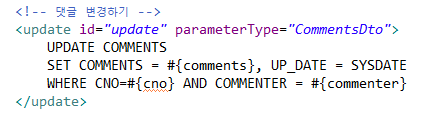 <!-- 댓글 변경하기 -->
<update id="update" parameterType="CommentsDto">
UPDATE COMMENTS
SET COMMENTS = #{comments}, UP_DATE = SYSDATE
WHERE CNO=#{cno} AND COMMENTER = #{commenter}
</update>